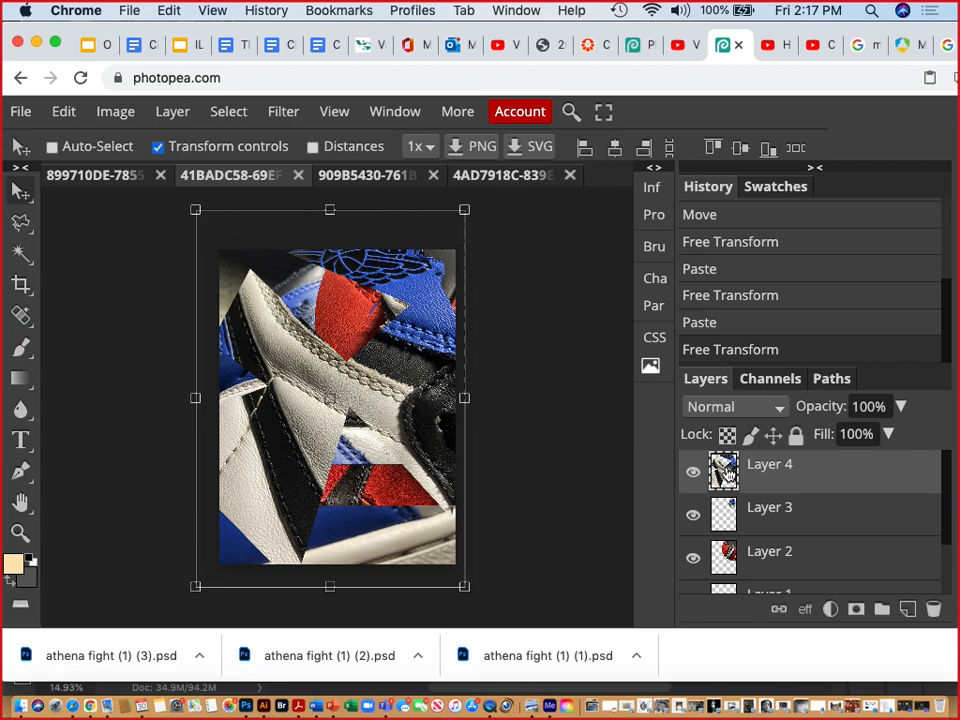 Chrome File Edit View History Bookmarks Profiles Tab Window Help 100% Fri 2:17 PM
photopea.com
File Edit Image Layer Select Filter View Window More Account
Auto-Select Transform controls Distances 1x PNG SVG
899710DE-7855 41BADC58-69EF 909B5430-761B 4AD7918C-839E
Inf
Pro
Bru
Cha
Par
CSS
History Swatches
Move
Free Transform
Paste
Free Transform
Paste
Free Transform
Layers Channels Paths
Normal Opacity: 100%
Lock: Fill: 100%
Layer 4
Layer 3
Layer 2
eff
athena fight (1) (3).psd athena fight (1) (2).psd athena fight (1) (1).psd
14.93% Doc: 34.9M/94.2M